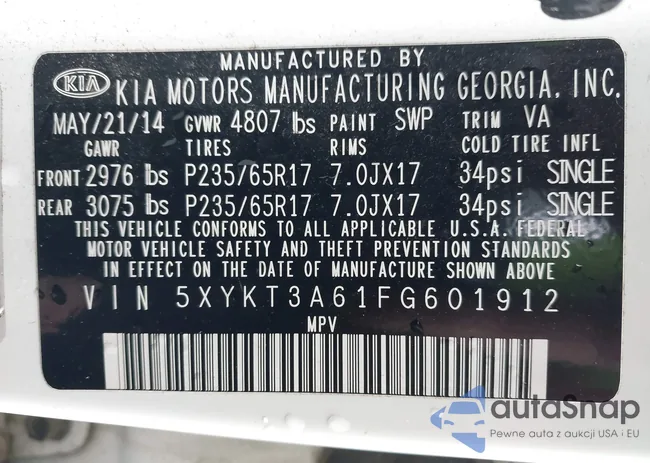 MANUFACTURED BY
KIA KIA MOTORS MANUFACTURING GEORGIA, INC.
MAY/21/14 GVWR 4807 lbs PAINT SWP TRIM VA
GAWR TIRES RIMS COLD TIRE INFL
FRONT 2976 lbs P235/65R17 7.0JX17 34psi SINGLE
REAR 3075 lbs P235/65R17 7.0JX17 34psi SINGLE
THIS VEHICLE CONFORMS TO ALL APPLICABLE U.S.A. FEDERAL
MOTOR VEHICLE SAFETY AND THEFT PREVENTION STANDARDS
IN EFFECT ON THE DATE OF MANUFACTURE SHOWN ABOVE
VIN 5XYKT3A61FG601912
MPV
autaSnap
Pewne auta z aukcji USA i EU